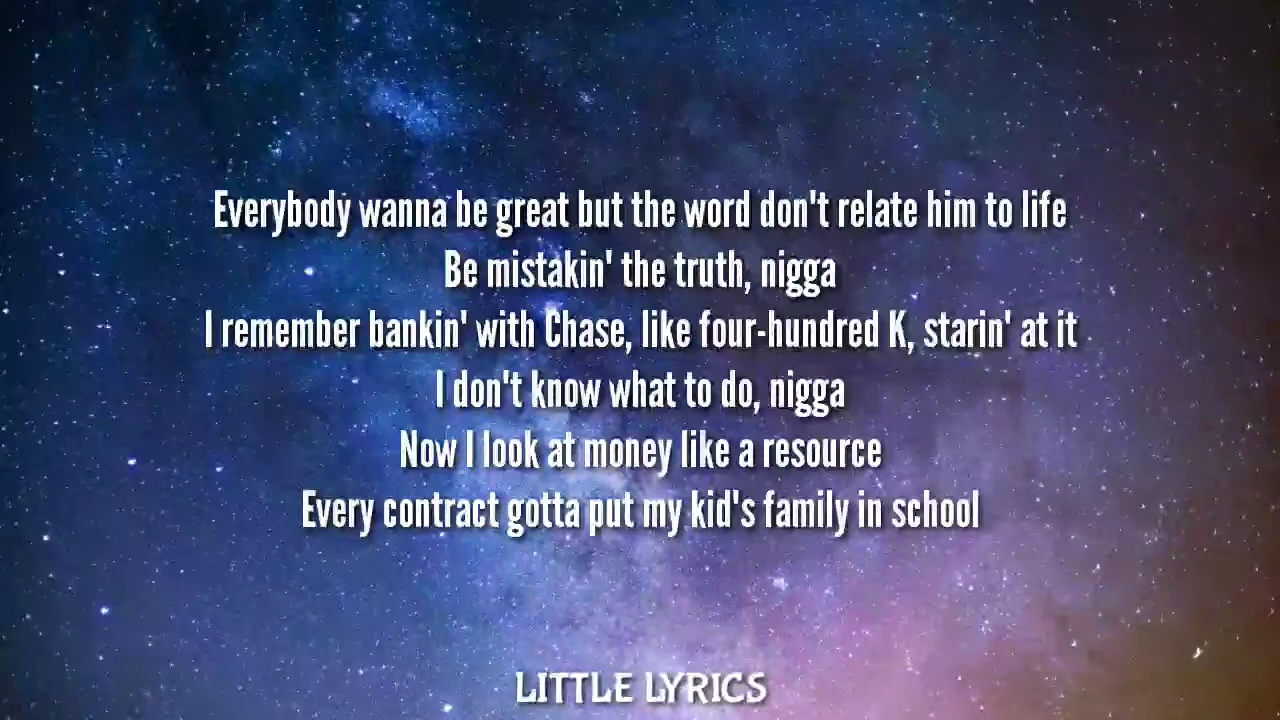 Everybody wanna be great but the word don't relate him to life
Be mistakin' the truth, nigga
I remember bankin' with Chase, like four-hundred K, starin' at it
I don't know what to do, nigga
Now I look at money like a resource
Every contract gotta put my kid's family in school
LITTLE LYRICS